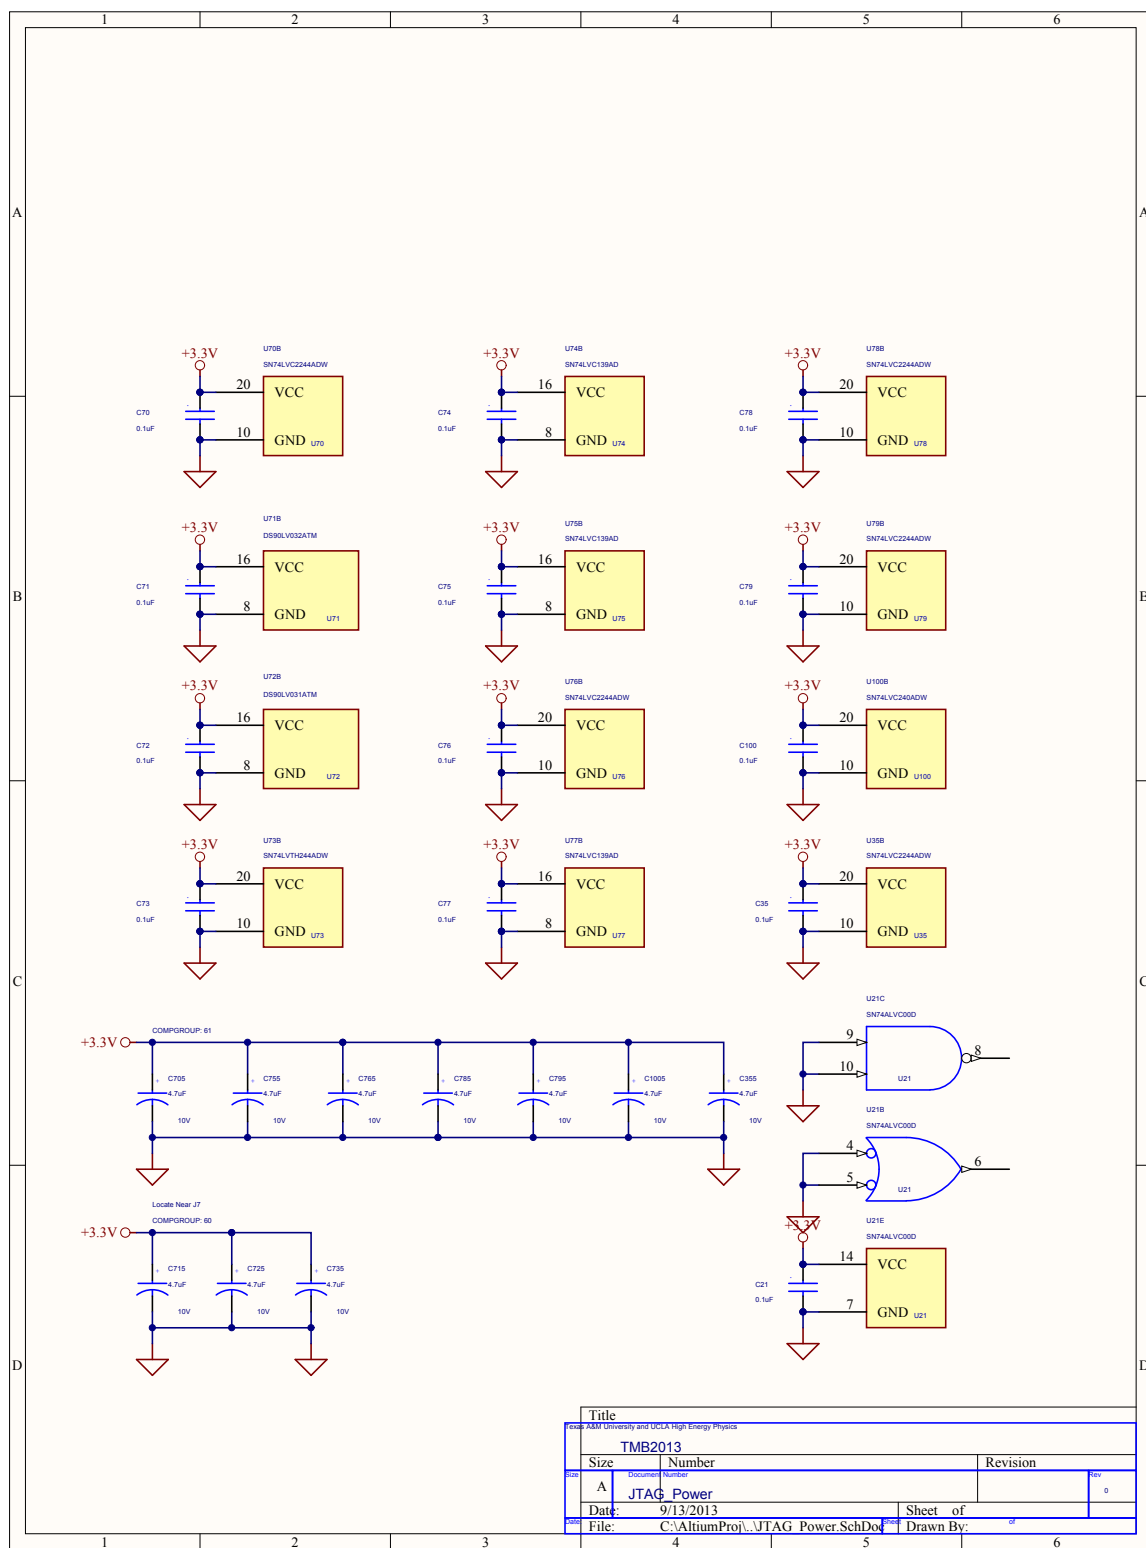 1 2 3 4 5 6
A A
U70B
SN74LVC2244ADW
+3.3V
20 VCC
C70
0.1uF
10 GND U70
U74B
SN74LVC139AD
+3.3V
16 VCC
C74
0.1uF
8 GND U74
U78B
SN74LVC2244ADW
+3.3V
20 VCC
C78
0.1uF
10 GND U78
U71B
DS90LV032ATM
+3.3V
16 VCC
C71
0.1uF
8 GND U71
U75B
SN74LVC139AD
+3.3V
16 VCC
C75
0.1uF
8 GND U75
U79B
SN74LVC2244ADW
+3.3V
20 VCC
C79
0.1uF
10 GND U79
B B
U72B
DS90LV031ATM
+3.3V
16 VCC
C72
0.1uF
8 GND U72
U76B
SN74LVC2244ADW
+3.3V
20 VCC
C76
0.1uF
10 GND U76
U100B
SN74LVC240ADW
+3.3V
20 VCC
C100
0.1uF
10 GND U100
U73B
SN74LVTH244ADW
+3.3V
20 VCC
C73
0.1uF
10 GND U73
U77B
SN74LVC139AD
+3.3V
16 VCC
C77
0.1uF
8 GND U77
U35B
SN74LVC2244ADW
+3.3V
20 VCC
C35
0.1uF
10 GND U35
C C
COMPGROUP: 61
+3.3V
C705 C755 C765 C785 C795 C1005 C355
4.7uF 4.7uF 4.7uF 4.7uF 4.7uF 4.7uF 4.7uF
10V 10V 10V 10V 10V 10V 10V
U21C
SN74ALVC00D
9
10
8
U21
U21B
SN74ALVC00D
4
5
6
U21
Locate Near J7
COMPGROUP: 60
+3.3V
C715 C725 C735
4.7uF 4.7uF 4.7uF
10V 10V 10V
U21E
SN74ALVC00D
+3.3V
14 VCC
C21
0.1uF
7 GND U21
D D
Title
Texas A&M University and UCLA High Energy Physics
TMB2013
Size Number Revision
Size Document Number Rev
A JTAG_Power 0
Date: 9/13/2013 Sheet of
Date: Sheet of
File: C:\AltiumProj\..\JTAG_Power.SchDoc Drawn By:
1 2 3 4 5 6